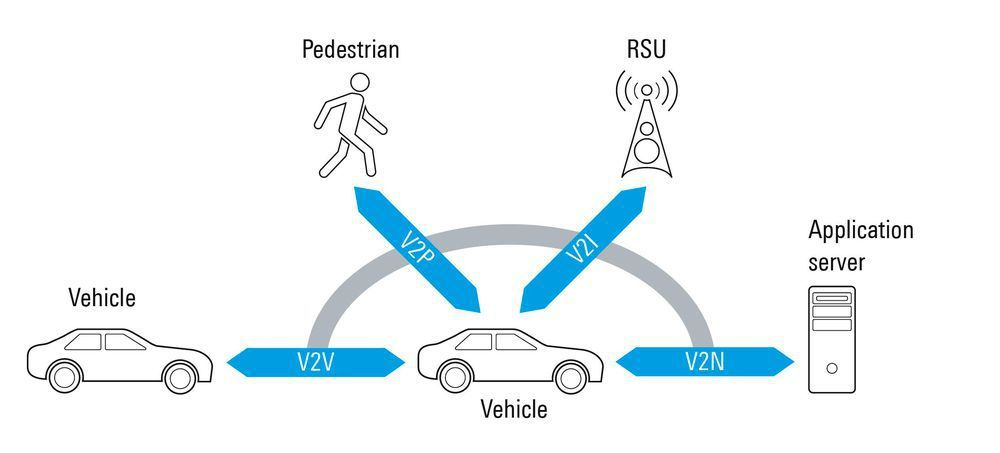 Pedestrian
RSU
V2P
V2I
Application
server
Vehicle
V2V
V2N
Vehicle